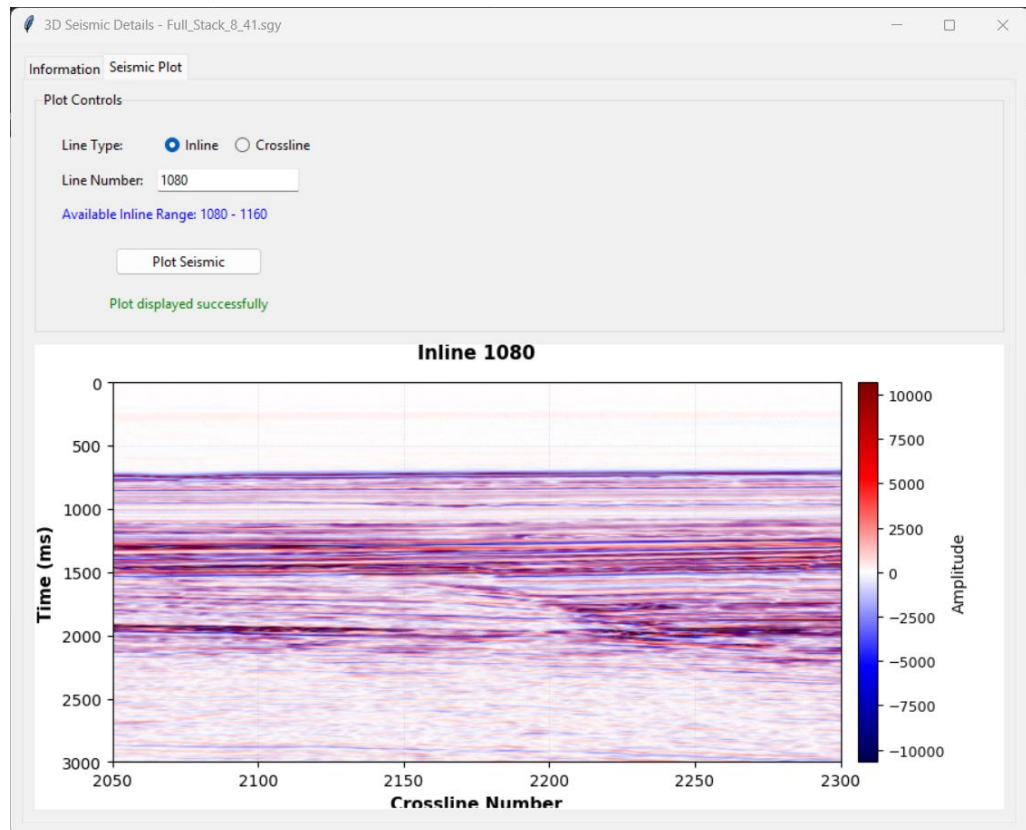 3D Seismic Details - Full_Stack_8_41.sgy
Information Seismic Plot
Plot Controls
Line Type: Inline Crossline
Line Number: 1080
Available Inline Range: 1080 - 1160
Plot Seismic
Plot displayed successfully
Inline 1080
0
500
1000
1500
2000
2500
3000
Time (ms)
2050 2100 2150 2200 2250 2300
Crossline Number
10000
7500
5000
2500
0
−2500
−5000
−7500
−10000
Amplitude